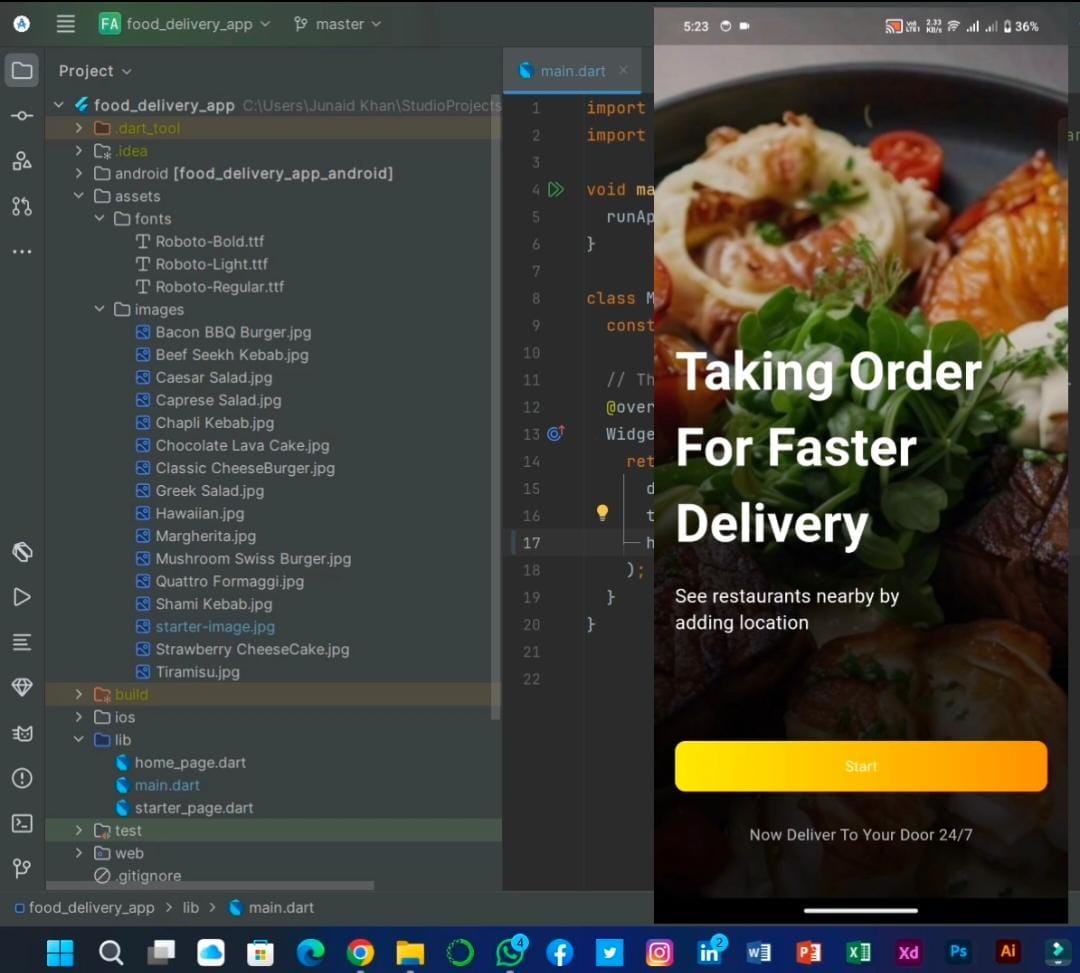 FA food_delivery_app master
Project
food_delivery_app C:\Users\Junaid Khan\StudioProjects
.dart_tool
.idea
android [food_delivery_app_android]
assets
fonts
Roboto-Bold.ttf
Roboto-Light.ttf
Roboto-Regular.ttf
images
Bacon BBQ Burger.jpg
Beef Seekh Kebab.jpg
Caesar Salad.jpg
Caprese Salad.jpg
Chapli Kebab.jpg
Chocolate Lava Cake.jpg
Classic CheeseBurger.jpg
Greek Salad.jpg
Hawaiian.jpg
Margherita.jpg
Mushroom Swiss Burger.jpg
Quattro Formaggi.jpg
Shami Kebab.jpg
starter-image.jpg
Strawberry CheeseCake.jpg
Tiramisu.jpg
build
ios
lib
home_page.dart
main.dart
starter_page.dart
test
web
.gitignore
food_delivery_app > lib > main.dart
main.dart
1 import
2 import
3
4 void ma
5 runAp
6 }
7
8 class M
9 const
10
11 // Th
12 @over
13 Widge
14 ret
15 d
16 t
17 h
18 );
19 }
20 }
21
22
5:23 2.33 KB/s 36%
Taking Order
For Faster
Delivery
See restaurants nearby by
adding location
Start
Now Deliver To Your Door 24/7
4
2
Xd
Ps
Ai